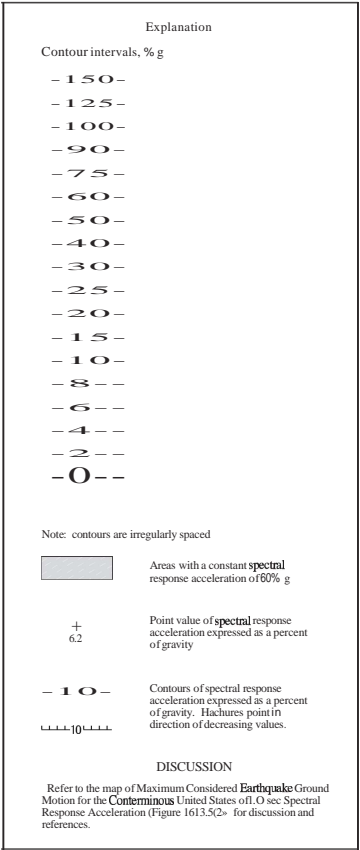 Explanation
Contour intervals, % g
– 150 –
– 125 –
– 100 –
– 90 –
– 75 –
– 60 –
– 50 –
– 40 –
– 30 –
– 25 –
– 20 –
– 15 –
– 10 –
– 8 – –
– 6 – –
– 4 – –
– 2 – –
– 0 – –
Note: contours are irregularly spaced
Areas with a constant spectral
response acceleration of 60% g
+
6.2
Point value of spectral response
acceleration expressed as a percent
of gravity
– 10 –
10
Contours of spectral response
acceleration expressed as a percent
of gravity. Hachures point in
direction of decreasing values.
DISCUSSION
Refer to the map of Maximum Considered Earthquake Ground
Motion for the Conterminous United States of1.O sec Spectral
Response Acceleration (Figure 1613.5(2» for discussion and
references.